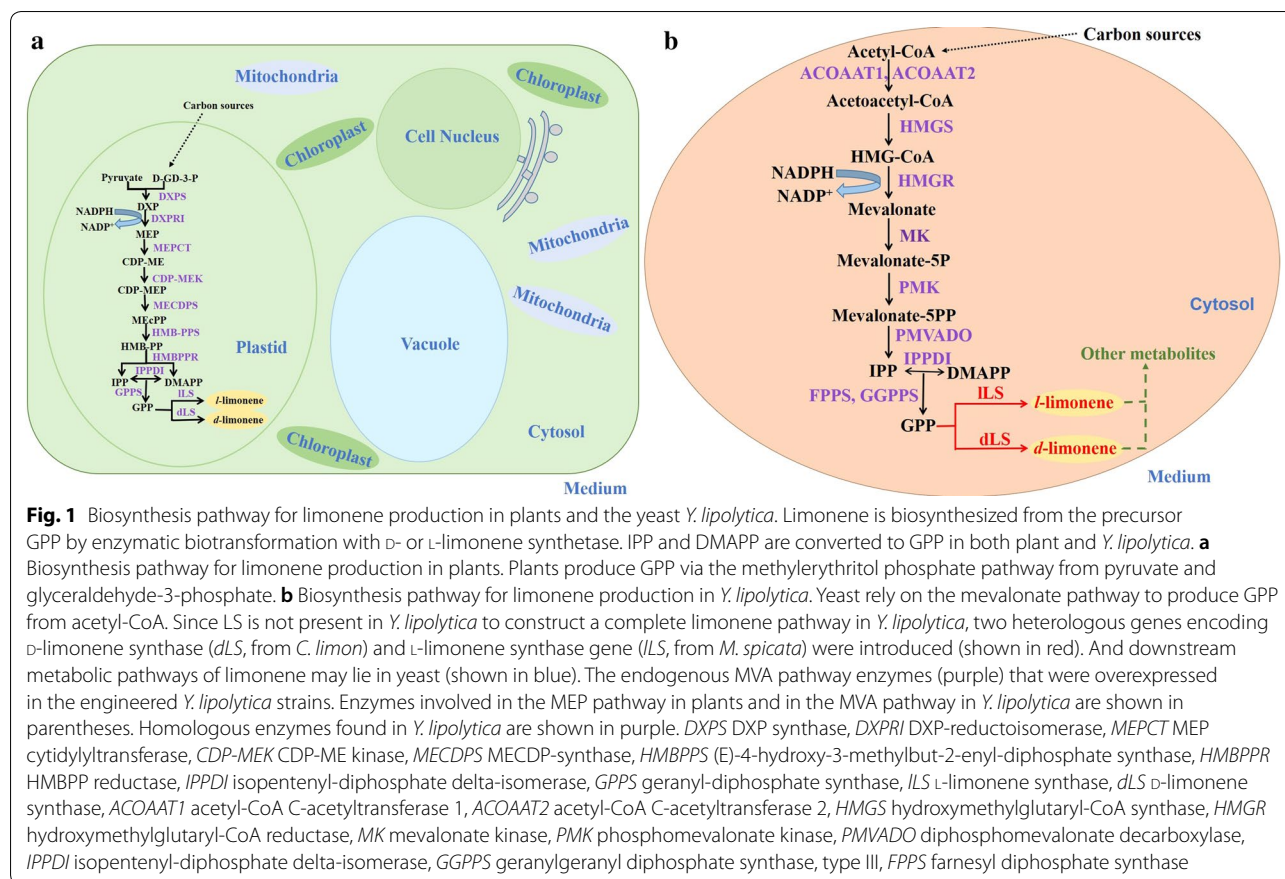 a
Mitochondria
Chloroplast
Carbon sources
Chloroplast
Cell Nucleus
Pyruvate D-GD-3-P
DXPS
DXP
NADPH
DXPRI
NADP+
MEP
MEPCT
CDP-ME
CDP-MEK
CDP-MEP
MECDPS
MEcPP
HMB-PPS
HMB-PP
HMBPPR
IPPDI
IPP
DMAPP
GPPS
lLS
l-limonene
GPP
dLS
d-limonene
Plastid
Mitochondria
Mitochondria
Vacuole
Cytosol
Chloroplast
Medium
b
Carbon sources
Acetyl-CoA
ACOAAT1, ACOAAT2
Acetoacetyl-CoA
HMGS
HMG-CoA
NADPH
HMGR
NADP+
Mevalonate
MK
Mevalonate-5P
PMK
Mevalonate-5PP
PMVADO
IPPDI
IPP
DMAPP
FPPS, GGPPS
GPP
lLS
l-limonene
dLS
d-limonene
Cytosol
Other metabolites
Medium
Fig. 1 Biosynthesis pathway for limonene production in plants and the yeast Y. lipolytica. Limonene is biosynthesized from the precursor
GPP by enzymatic biotransformation with D- or L-limonene synthetase. IPP and DMAPP are converted to GPP in both plant and Y. lipolytica. a
Biosynthesis pathway for limonene production in plants. Plants produce GPP via the methylerythritol phosphate pathway from pyruvate and
glyceraldehyde-3-phosphate. b Biosynthesis pathway for limonene production in Y. lipolytica. Yeast rely on the mevalonate pathway to produce GPP
from acetyl-CoA. Since LS is not present in Y. lipolytica to construct a complete limonene pathway in Y. lipolytica, two heterologous genes encoding
D-limonene synthase (dLS, from C. limon) and L-limonene synthase gene (lLS, from M. spicata) were introduced (shown in red). And downstream
metabolic pathways of limonene may lie in yeast (shown in blue). The endogenous MVA pathway enzymes (purple) that were overexpressed
in the engineered Y. lipolytica strains. Enzymes involved in the MEP pathway in plants and in the MVA pathway in Y. lipolytica are shown in
parentheses. Homologous enzymes found in Y. lipolytica are shown in purple. DXPS DXP synthase, DXPRI DXP-reductoisomerase, MEPCT MEP
cytidylyltransferase, CDP-MEK CDP-ME kinase, MECDPS MECDP-synthase, HMBPPS (E)-4-hydroxy-3-methylbut-2-enyl-diphosphate synthase, HMBPPR
HMBPP reductase, IPPDI isopentenyl-diphosphate delta-isomerase, GPPS geranyl-diphosphate synthase, lLS L-limonene synthase, dLS D-limonene
synthase, ACOAAT1 acetyl-CoA C-acetyltransferase 1, ACOAAT2 acetyl-CoA C-acetyltransferase 2, HMGS hydroxymethylglutaryl-CoA synthase, HMGR
hydroxymethylglutaryl-CoA reductase, MK mevalonate kinase, PMK phosphomevalonate kinase, PMVADO diphosphomevalonate decarboxylase,
IPPDI isopentenyl-diphosphate delta-isomerase, GGPPS geranylgeranyl diphosphate synthase, type III, FPPS farnesyl diphosphate synthase